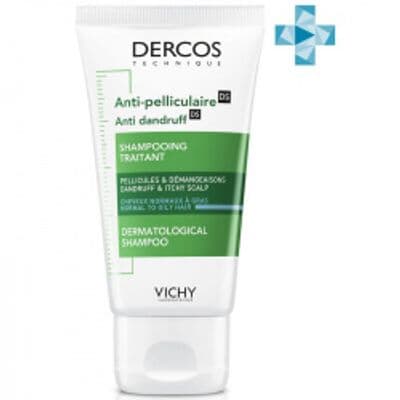 DERCOS
TECHNIQUE
Anti-pelliculaire DS
Anti dandruff DS
SHAMPOOING
TRAITANT
PELLICULES & DÉMANGEAISONS
DANDRUFF & ITCHY SCALP
CHEVEUX NORMAUX À GRAS
NORMAL TO OILY HAIR
DERMATOLOGICAL
SHAMPOO
VICHY